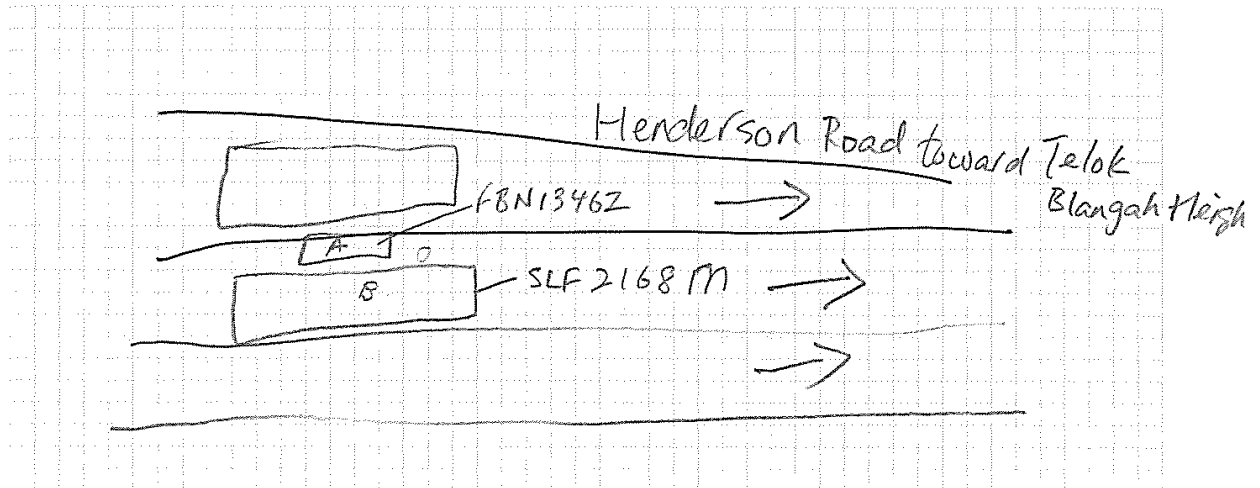 Henderson Road toward Telok
Blangah Heigh
FBN1346Z
A
B
SLF2168M